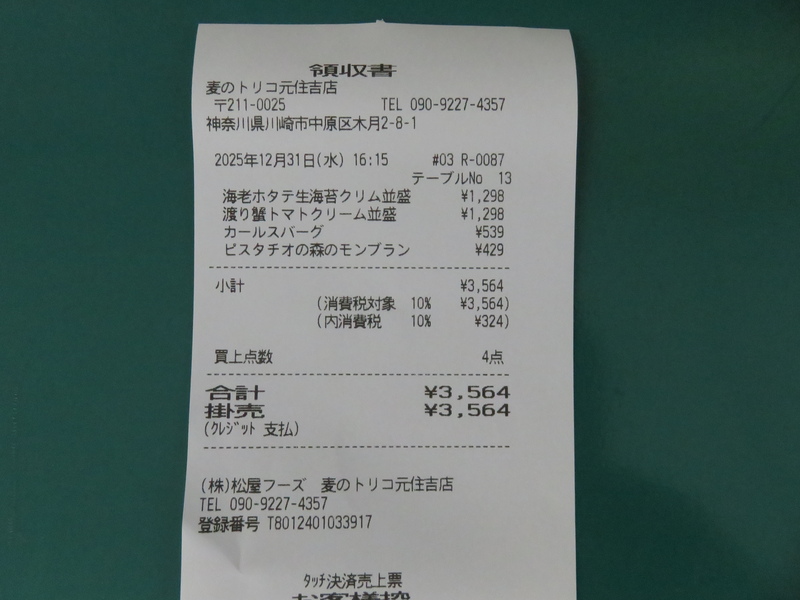 領収書
麦のトリコ元住吉店
〒211-0025 TEL 090-9227-4357
神奈川県川崎市中原区木月2-8-1
2025年12月31日(水) 16:15 #03 R-0087
テーブルNo 13
海老ホタテ生海苔クリム並盛 ¥1,298
渡り蟹トマトクリーム並盛 ¥1,298
カールスバーグ ¥539
ピスタチオの森のモンブラン ¥429
小計 ¥3,564
(消費税対象 10% ¥3,564)
(内消費税 10% ¥324)
買上点数 4点
合計 ¥3,564
掛売 ¥3,564
(ｸﾚｼﾞｯﾄ 支払)
(株)松屋フーズ 麦のトリコ元住吉店
TEL 090-9227-4357
登録番号 T8012401033917
ﾀｯﾁ決済売上票
お客様控